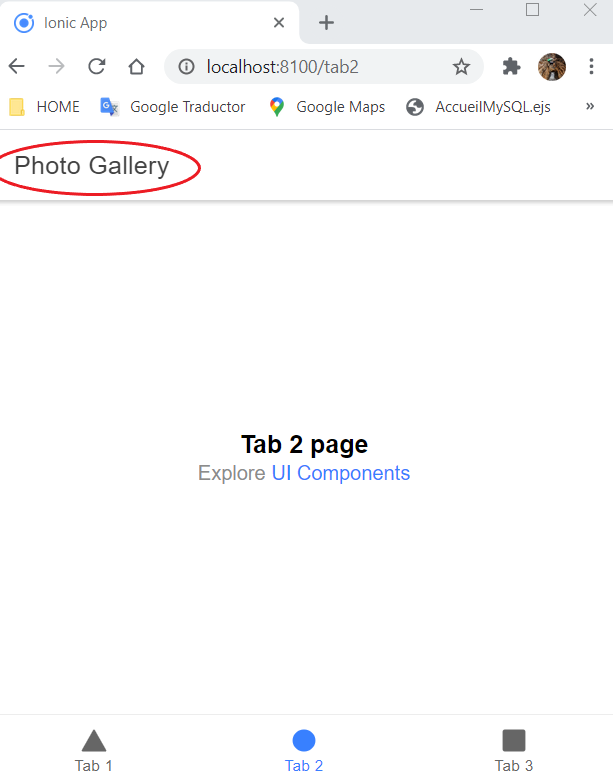 Ionic App
localhost:8100/tab2
HOME Google Traductor Google Maps AccueilMySQL.ejs »
Photo Gallery
Tab 2 page
Explore UI Components
Tab 1 Tab 2 Tab 3